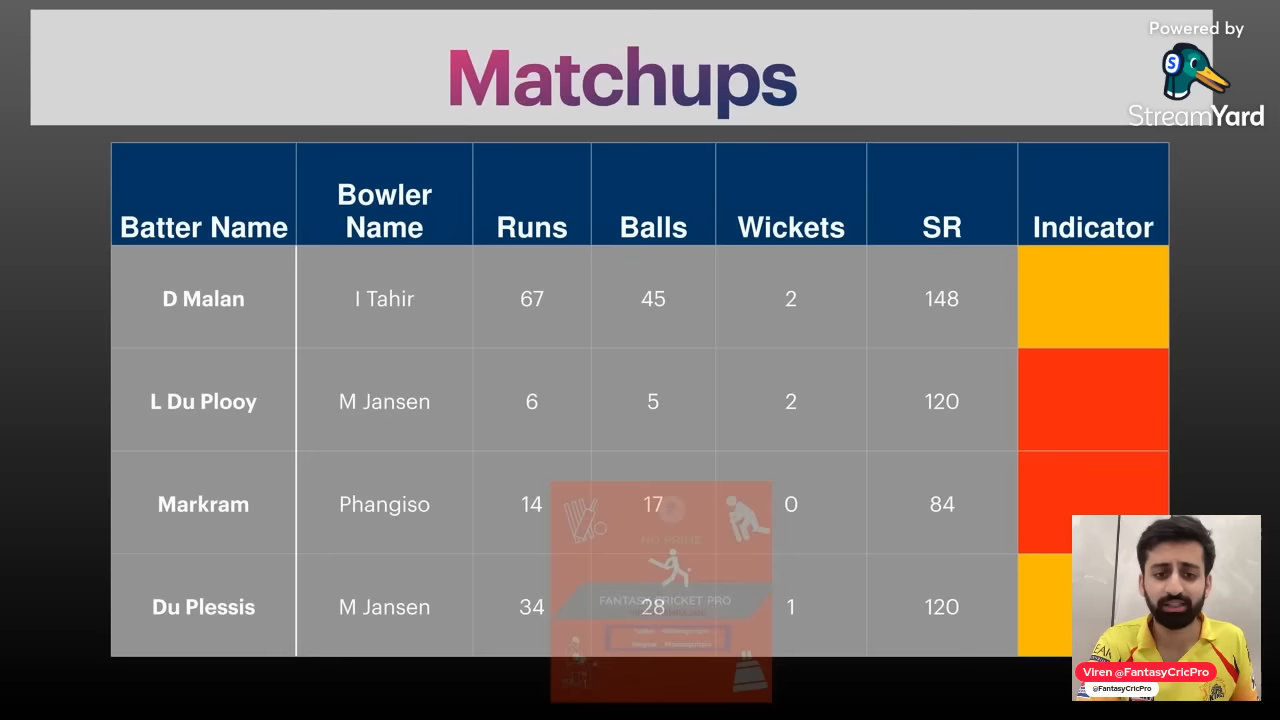 Powered by
StreamYard
Matchups
Batter Name Bowler Name Runs Balls Wickets SR Indicator
D Malan I Tahir 67 45 2 148
L Du Plooy M Jansen 6 5 2 120
Markram Phangiso 14 17 0 84
Du Plessis M Jansen 34 28 1 120
NO PRIME
FANTASY CRICKET PRO
Viren @FantasyCricPro
@FantasyCricPro